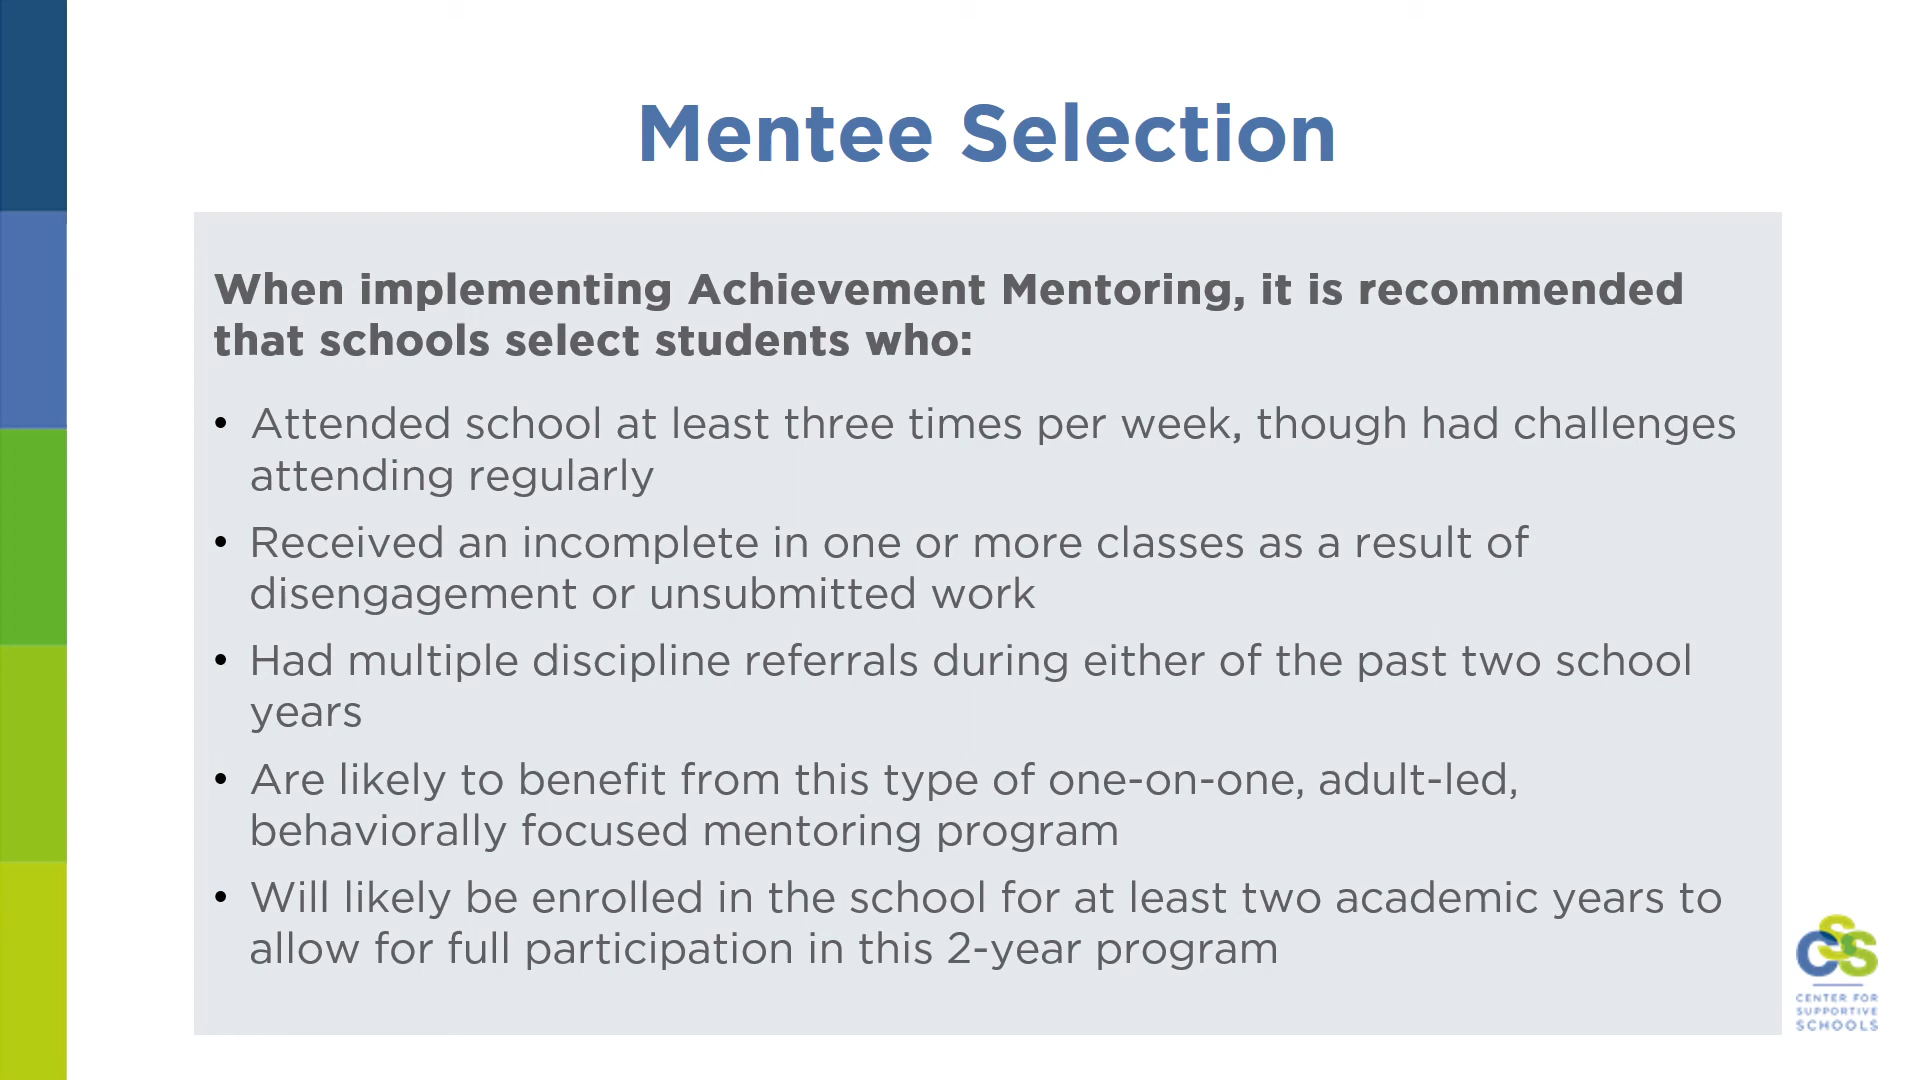 Mentee Selection
When implementing Achievement Mentoring, it is recommended
that schools select students who:
• Attended school at least three times per week, though had challenges
attending regularly
• Received an incomplete in one or more classes as a result of
disengagement or unsubmitted work
• Had multiple discipline referrals during either of the past two school
years
• Are likely to benefit from this type of one-on-one, adult-led,
behaviorally focused mentoring program
• Will likely be enrolled in the school for at least two academic years to
allow for full participation in this 2-year program
CSS
CENTER FOR
SUPPORTIVE
SCHOOLS